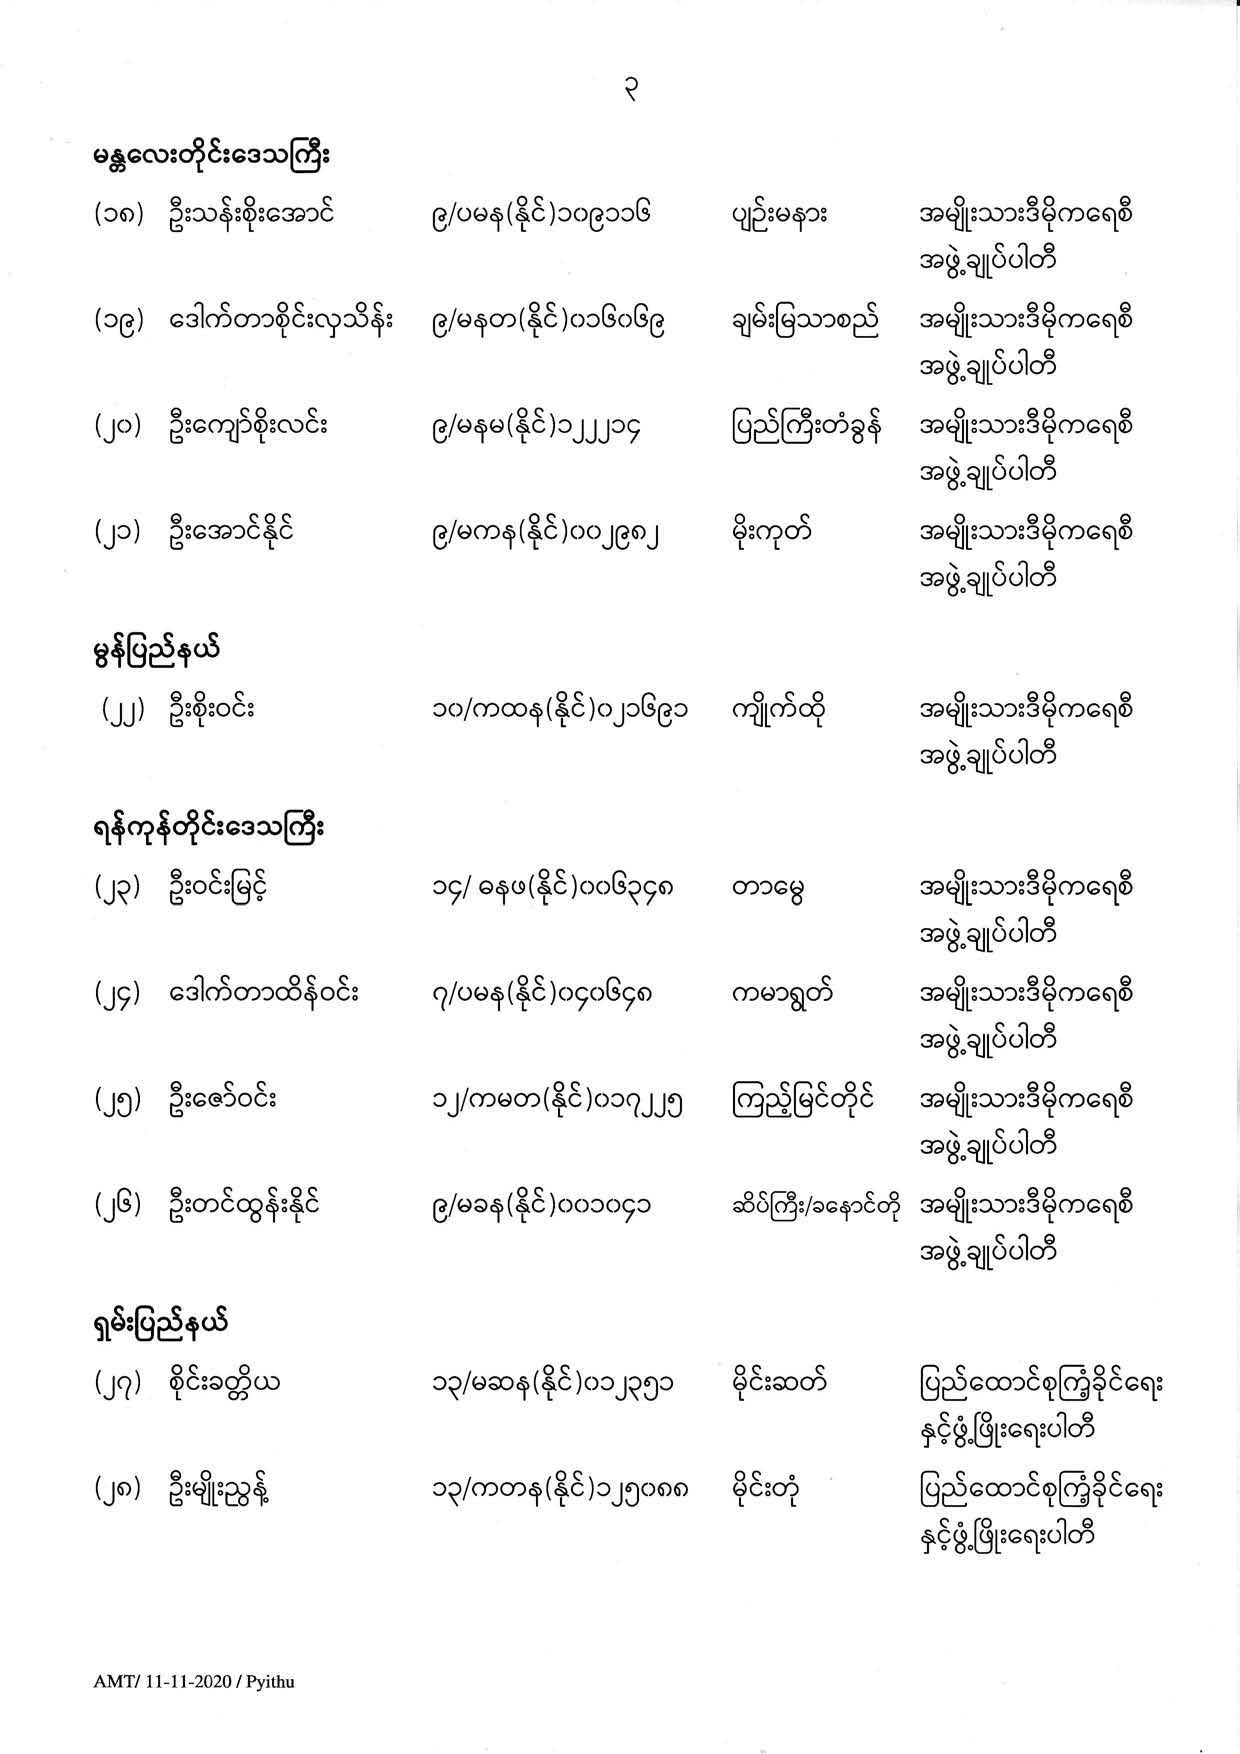 ၃
မန္တလေးတိုင်းဒေသကြီး
(၁၈) ဦးသန်းစိုးအောင် ၉/ပမန(နိုင်)၁၀၉၁၁၆ ပျဉ်းမနား အမျိုးသားဒီမိုကရေစီ
အဖွဲ့ချုပ်ပါတီ
(၁၉) ဒေါက်တာစိုင်းလှသိန်း ၉/မနတ(နိုင်)၀၁၆၀၆၉ ချမ်းမြသာစည် အမျိုးသားဒီမိုကရေစီ
အဖွဲ့ချုပ်ပါတီ
(၂၀) ဦးကျော်စိုးလင်း ၉/မနမ(နိုင်)၁၂၂၂၁၄ ပြည်ကြီးတံခွန် အမျိုးသားဒီမိုကရေစီ
အဖွဲ့ချုပ်ပါတီ
(၂၁) ဦးအောင်နိုင် ၉/မကန(နိုင်)၀၀၂၉၈၂ မိုးကုတ် အမျိုးသားဒီမိုကရေစီ
အဖွဲ့ချုပ်ပါတီ
မွန်ပြည်နယ်
(၂၂) ဦးစိုးဝင်း ၁၀/ကထန(နိုင်)၀၂၁၆၉၁ ကျိုက်ထို အမျိုးသားဒီမိုကရေစီ
အဖွဲ့ချုပ်ပါတီ
ရန်ကုန်တိုင်းဒေသကြီး
(၂၃) ဦးဝင်းမြင့် ၁၄/ ဓနဖ(နိုင်)၀၀၆၃၄၈ တာမွေ အမျိုးသားဒီမိုကရေစီ
အဖွဲ့ချုပ်ပါတီ
(၂၄) ဒေါက်တာထိန်ဝင်း ၇/ပမန(နိုင်)၀၄၀၆၄၈ ကမာရွတ် အမျိုးသားဒီမိုကရေစီ
အဖွဲ့ချုပ်ပါတီ
(၂၅) ဦးဇော်ဝင်း ၁၂/ကမတ(နိုင်)၀၁၇၂၂၅ ကြည့်မြင်တိုင် အမျိုးသားဒီမိုကရေစီ
အဖွဲ့ချုပ်ပါတီ
(၂၆) ဦးတင်ထွန်းနိုင် ၉/မခန(နိုင်)၀၀၁၀၄၁ ဆိပ်ကြီး/ခနောင်တို အမျိုးသားဒီမိုကရေစီ
အဖွဲ့ချုပ်ပါတီ
ရှမ်းပြည်နယ်
(၂၇) စိုင်းခတ္တိယ ၁၃/မဆန(နိုင်)၀၁၂၃၅၁ မိုင်းဆတ် ပြည်ထောင်စုကြံ့ခိုင်ရေး
နှင့်ဖွံ့ဖြိုးရေးပါတီ
(၂၈) ဦးမျိုးညွန့် ၁၃/ကတန(နိုင်)၁၂၅၀၈၈ မိုင်းတုံ ပြည်ထောင်စုကြံ့ခိုင်ရေး
နှင့်ဖွံ့ဖြိုးရေးပါတီ
AMT/ 11-11-2020 / Pyithu